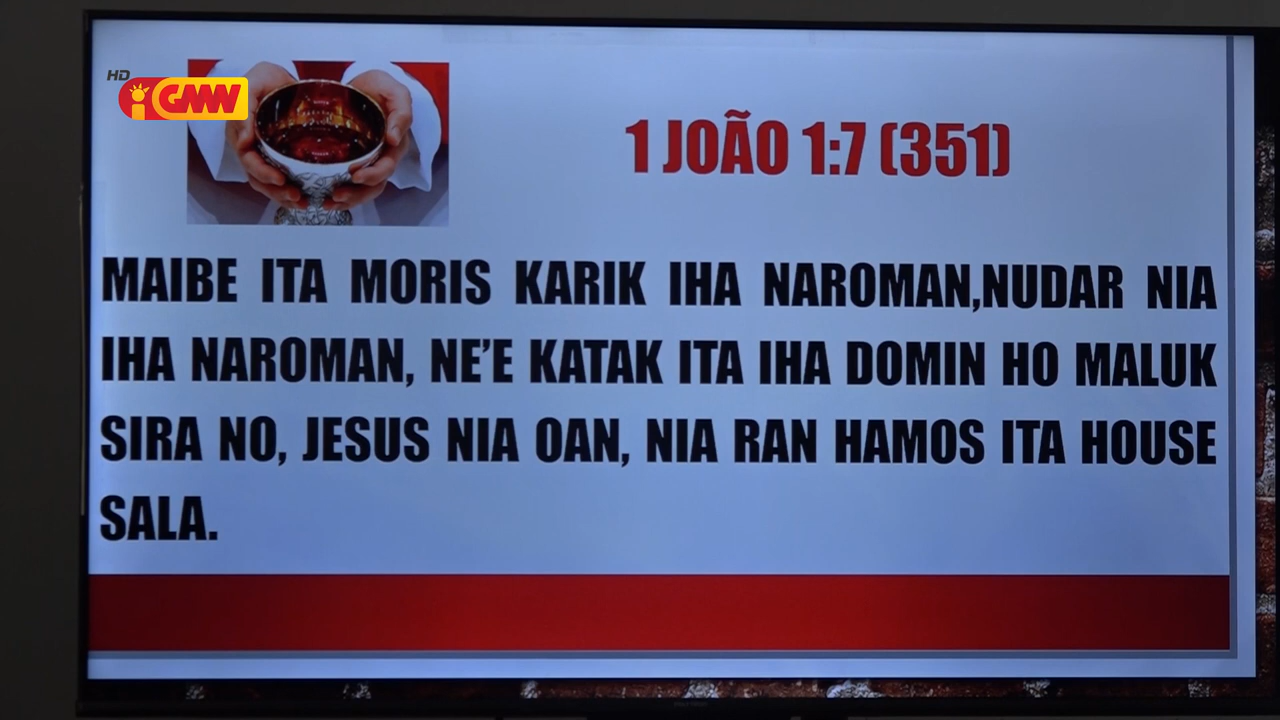 HD
GMW
1 JOÃO 1:7 (351)
MAIBE ITA MORIS KARIK IHA NAROMAN,NUDAR NIA
IHA NAROMAN, NE'E KATAK ITA IHA DOMIN HO MALUK
SIRA NO, JESUS NIA OAN, NIA RAN HAMOS ITA HOUSE
SALA.